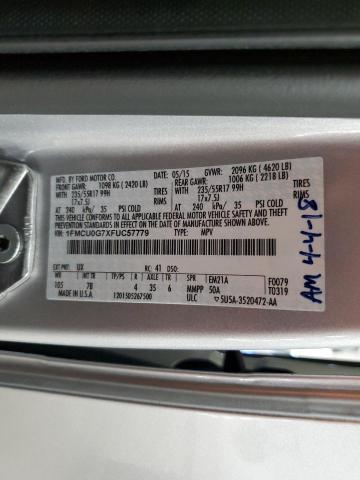 MFD. BY FORD MOTOR CO.
DATE: 05/15 GVWR: 2096 KG ( 4620 LB)
FRONT GAWR: 1098 KG ( 2420 LB) REAR GAWR: 1006 KG ( 2218 LB)
235/55R17 99H TIRES 235/55R17 99H TIRES
17x7.5J RIMS 17x7.5J RIMS
AT 240 kPa/ 35 PSI COLD AT 240 kPa/ 35 PSI COLD
THIS VEHICLE CONFORMS TO ALL APPLICABLE FEDERAL MOTOR VEHICLE SAFETY AND THEFT
PREVENTION STANDARDS IN EFFECT ON THE DATE OF MANUFACTURE SHOWN ABOVE.
VIN: 1FMCU0G7XFUC57779 TYPE: MPV
EXT PNT: UX RC: 41 DSO: F0079
WB INT TR TP/PS R AXLE TR SPR EM21A T0319
105 7B 4 35 6 MMPP 50A
MADE IN U.S.A. 1201505267500 ULC 5U5A-3520472-AA
AM 4-4-18